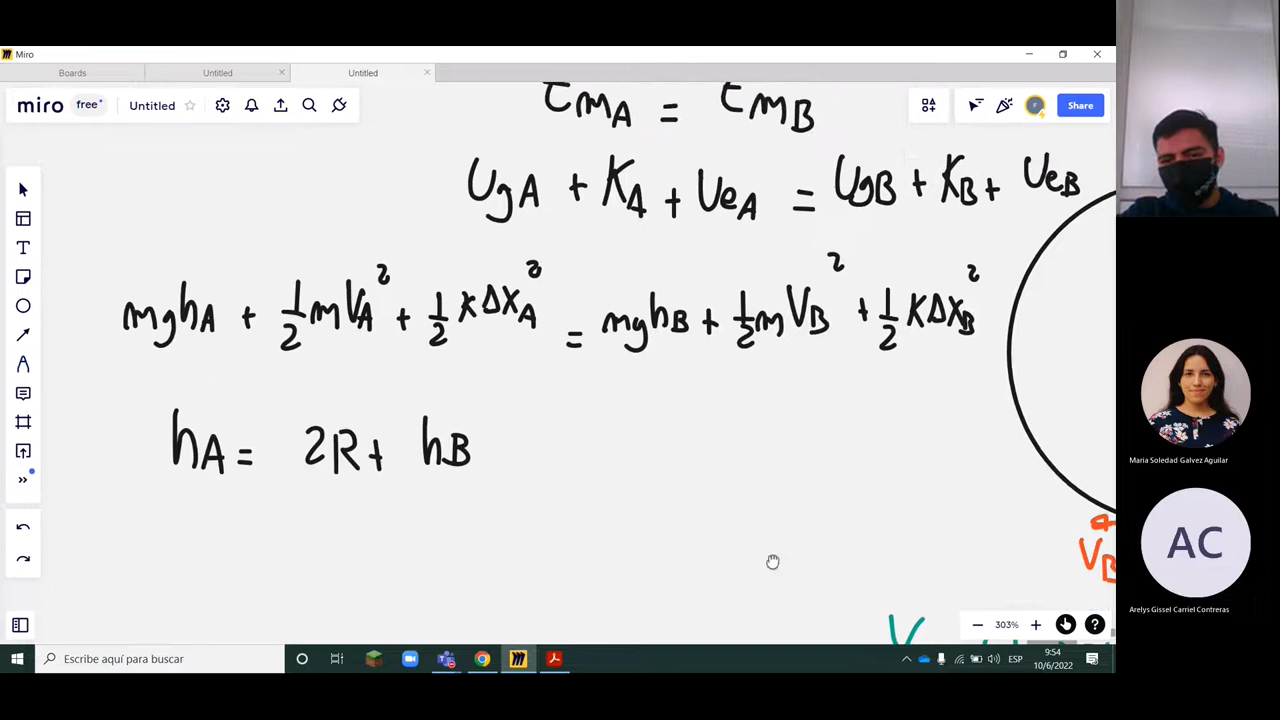 Miro
Boards
Untitled
Untitled
miro free Untitled
Share
EmA = EmB
UgA + KA + UeA = UgB + KB + UeB
mghA + 1/2 mVA² + 1/2 KΔXA² = mghB + 1/2 mVB² + 1/2 KΔXB²
hA = 2R + hB
VB
V
303%
Maria Soledad Galvez Aguilar
AC
Arelys Gissel Carriel Contreras
Escribe aquí para buscar
ESP
9:54
10/6/2022